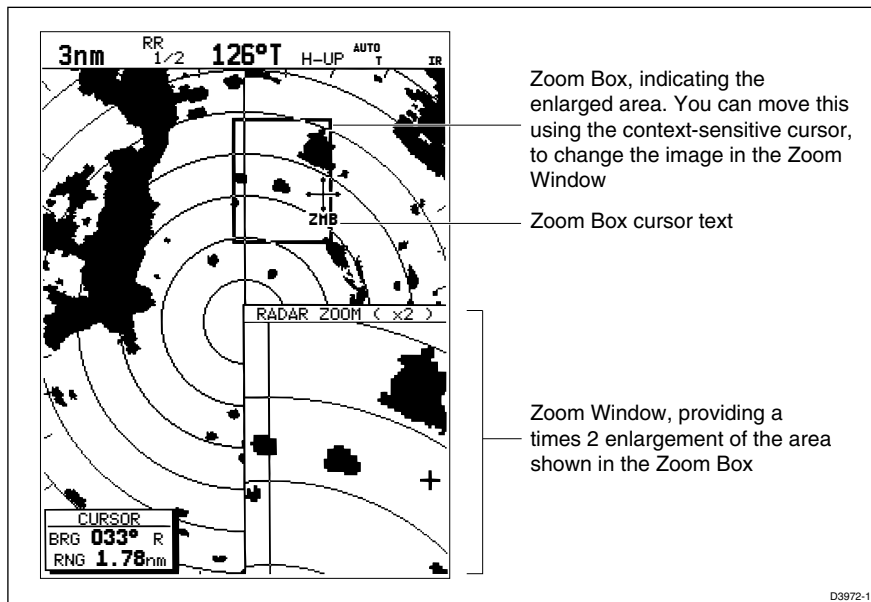 3nm RR 1/2 126°T H-UP AUTO T IR
Zoom Box, indicating the
enlarged area. You can move this
using the context-sensitive cursor,
to change the image in the Zoom
Window
ZMB
Zoom Box cursor text
RADAR ZOOM ( x2 )
Zoom Window, providing a
times 2 enlargement of the area
shown in the Zoom Box
CURSOR
BRG 033° R
RNG 1.78nm
D3972-1